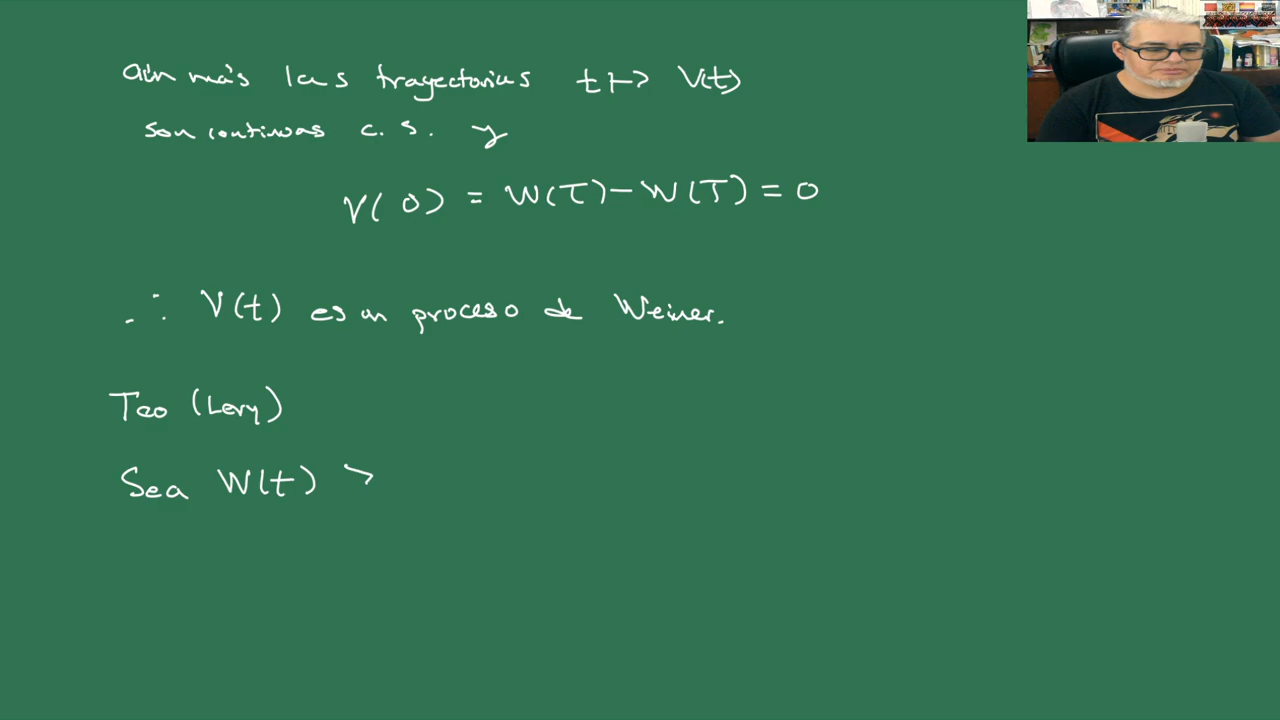 aún más las trayectorias t ↦ V(t)
son continuas c. s. y
V(0) = W(T) - W(T) = 0
∴ V(t) es un proceso de Weiner.
Teo (Levy)
Sea W(t)